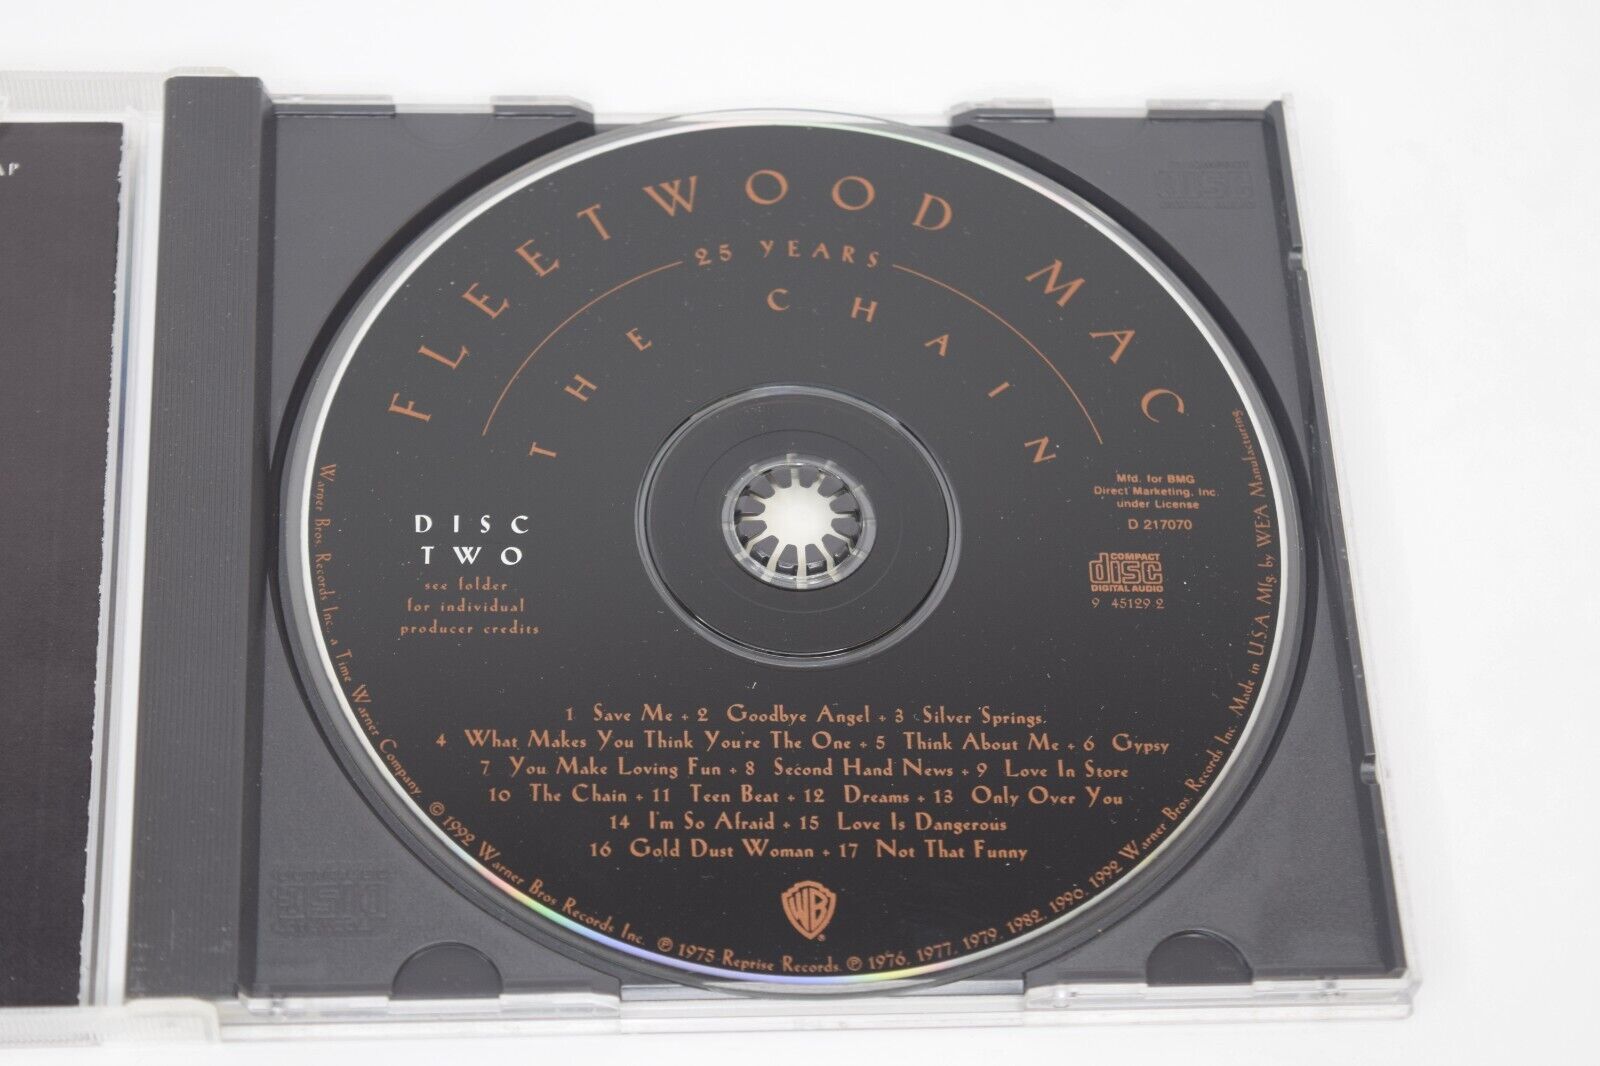 FLEETWOOD MAC
25 YEARS
THE CHAIN
DISC
TWO
see folder
for individual
producer credits
Mfd. for BMG
Direct Marketing, Inc.
under License
D 217070
COMPACT
disc
DIGITAL AUDIO
9 45129 2
1 Save Me + 2 Goodbye Angel + 3 Silver Springs.
4 What Makes You Think You're The One + 5 Think About Me + 6 Gypsy
7 You Make Loving Fun + 8 Second Hand News + 9 Love In Store
10 The Chain + 11 Teen Beat + 12 Dreams + 13 Only Over You
14 I'm So Afraid + 15 Love Is Dangerous
16 Gold Dust Woman + 17 Not That Funny
WB
Warner Bros. Records Inc., a Time Warner Company. © 1992 Warner Bros Records Inc. ℗ 1975 Reprise Records. ℗ 1976, 1977, 1979, 1982, 1990, 1992 Warner Bros. Records Inc. Made in U.S.A. Mfg. by WEA Manufacturing.
AP
disc
disc